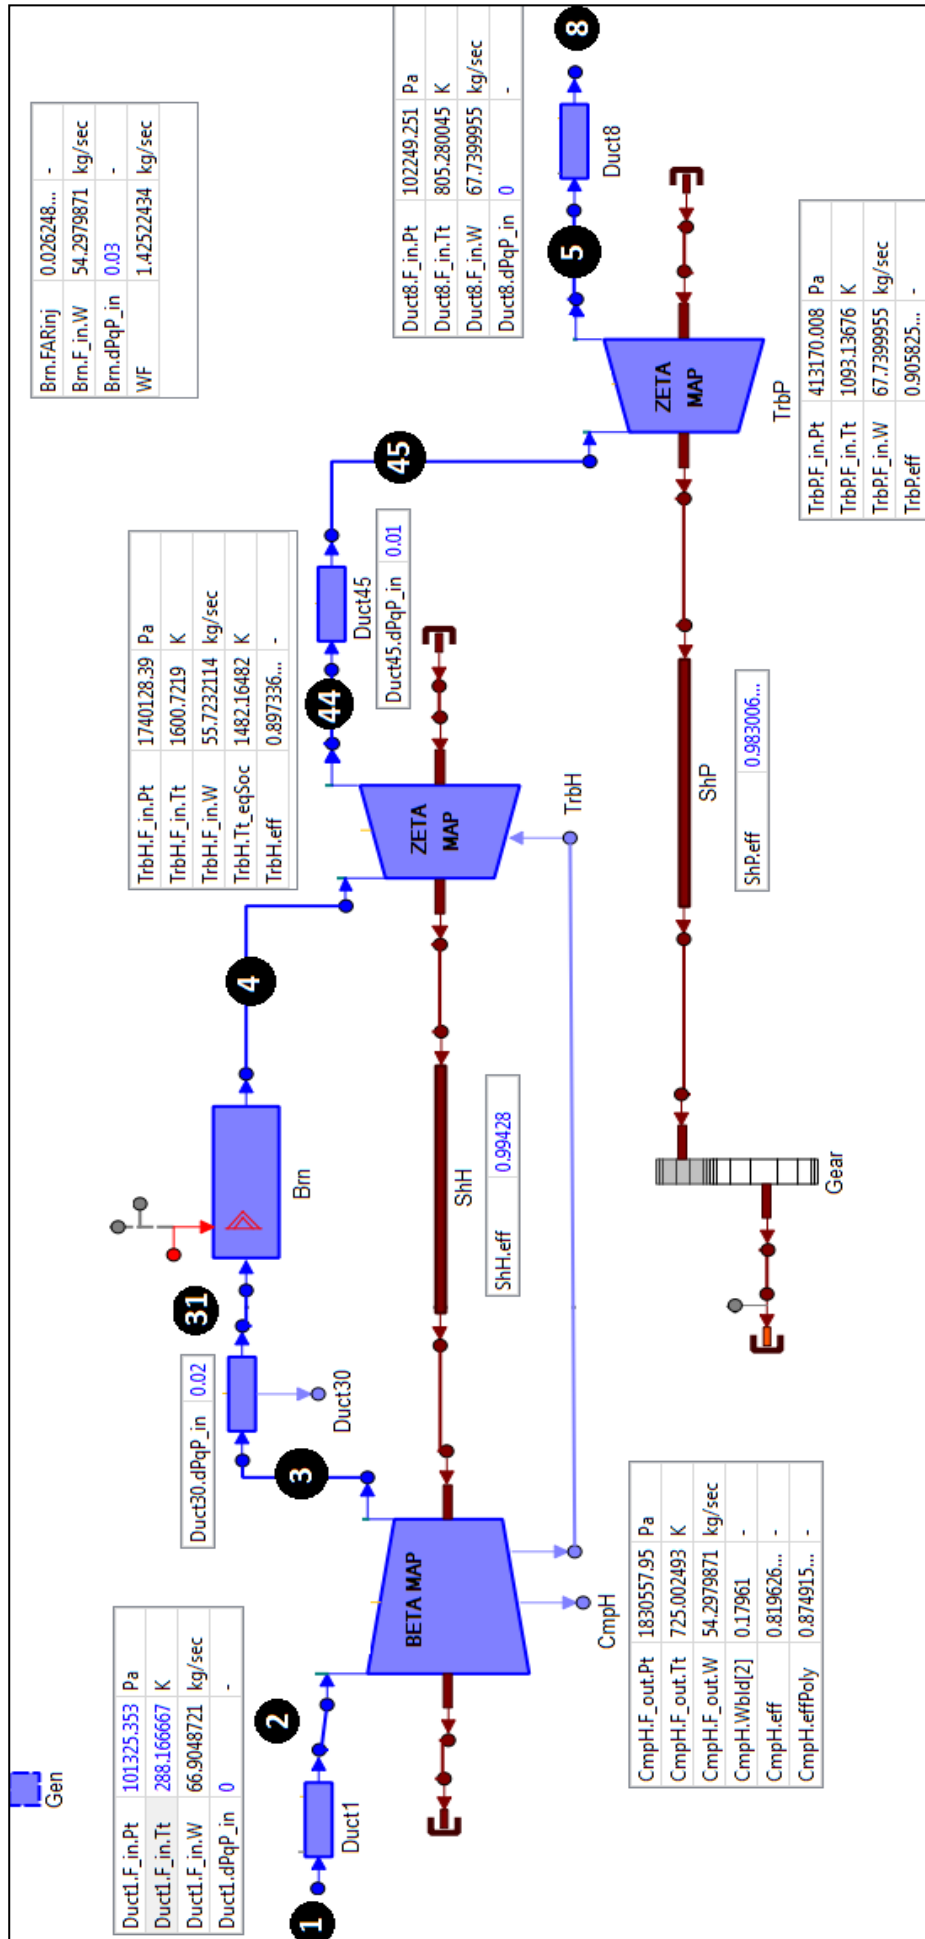 Gen
Duct1.F_in.Pt 101325.353 Pa
Duct1.F_in.Tt 288.166667 K
Duct1.F_in.W 66.9048721 kg/sec
Duct1.dPqP_in 0 -
1
Duct1
2
BETA MAP
CmpH
CmpH.F_out.Pt 1830557.95 Pa
CmpH.F_out.Tt 725.002493 K
CmpH.F_out.W 54.2979871 kg/sec
CmpH.Wbld[2] 0.17961 -
CmpH.eff 0.819626... -
CmpH.effPoly 0.874915... -
3
Duct30.dPqP_in 0.02
Duct30
31
Brn
4
ShH
ShH.eff 0.99428
TrbH.F_in.Pt 1740128.39 Pa
TrbH.F_in.Tt 1600.7219 K
TrbH.F_in.W 55.7232114 kg/sec
TrbH.Tt_eqSoc 1482.16482 K
TrbH.eff 0.897336... -
ZETA
MAP
TrbH
44
Duct45
Duct45.dPqP_in 0.01
45
Brn.FARinj 0.026248... -
Brn.F_in.W 54.2979871 kg/sec
Brn.dPqP_in 0.03 -
WF 1.42522434 kg/sec
Gear
ShP
ShP.eff 0.983006...
ZETA
MAP
TrbP
TrbP.F_in.Pt 413170.008 Pa
TrbP.F_in.Tt 1093.13676 K
TrbP.F_in.W 67.7399955 kg/sec
TrbP.eff 0.905825... -
5
Duct8
8
Duct8.F_in.Pt 102249.251 Pa
Duct8.F_in.Tt 805.280045 K
Duct8.F_in.W 67.7399955 kg/sec
Duct8.dPqP_in 0 -